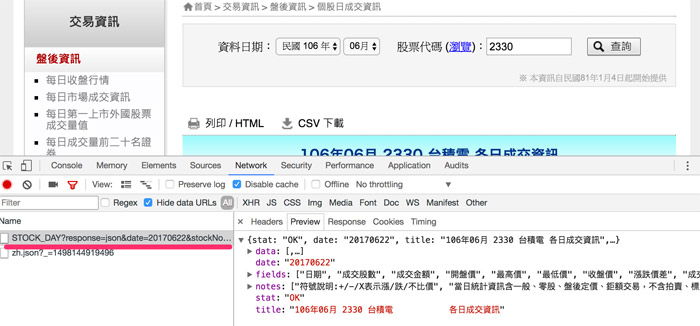 交易資訊
首頁 > 交易資訊 > 盤後資訊 > 個股日成交資訊
資料日期： 民國 106 年 06月 股票代碼 (瀏覽)： 2330 查詢
※ 本資訊自民國81年1月4日起開始提供
盤後資訊
每日收盤行情
每日市場成交資訊
每日第一上市外國股票
成交量值
每日成交量前二十名證
券
列印 / HTML CSV 下載
106年06月 2330 台積電 各日成交資訊
Console Memory Elements Sources Network Security Performance Application Audits
View: Preserve log Disable cache Offline No throttling
Filter Regex Hide data URLs All XHR JS CSS Img Media Font Doc WS Manifest Other
Name
STOCK_DAY?response=json&date=20170622&stockNo...
zh.json?_=1498144919496
Headers Preview Response Cookies Timing
{stat: "OK", date: "20170622", title: "106年06月 2330 台積電 各日成交資訊",…}
data: [,…]
date: "20170622"
fields: ["日期", "成交股數", "成交金額", "開盤價", "最高價", "最低價", "收盤價", "漲跌價差", "成
notes: ["符號說明:+/-/X表示漲/跌/不比價", "當日統計資訊含一般、零股、盤後定價、鉅額交易，不含拍賣、標
stat: "OK"
title: "106年06月 2330 台積電 各日成交資訊"